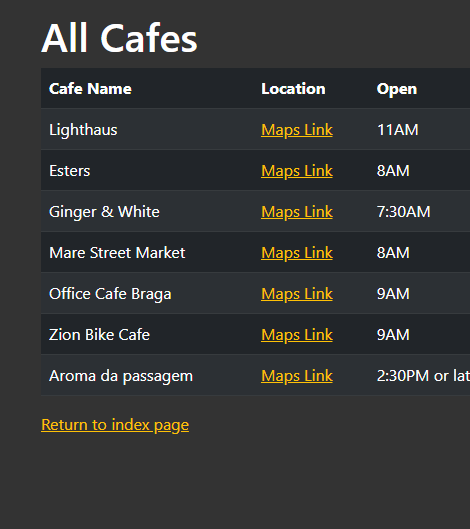 All Cafes
Cafe Name Location Open
Lighthaus Maps Link 11AM
Esters Maps Link 8AM
Ginger & White Maps Link 7:30AM
Mare Street Market Maps Link 8AM
Office Cafe Braga Maps Link 9AM
Zion Bike Cafe Maps Link 9AM
Aroma da passagem Maps Link 2:30PM or lat
Return to index page